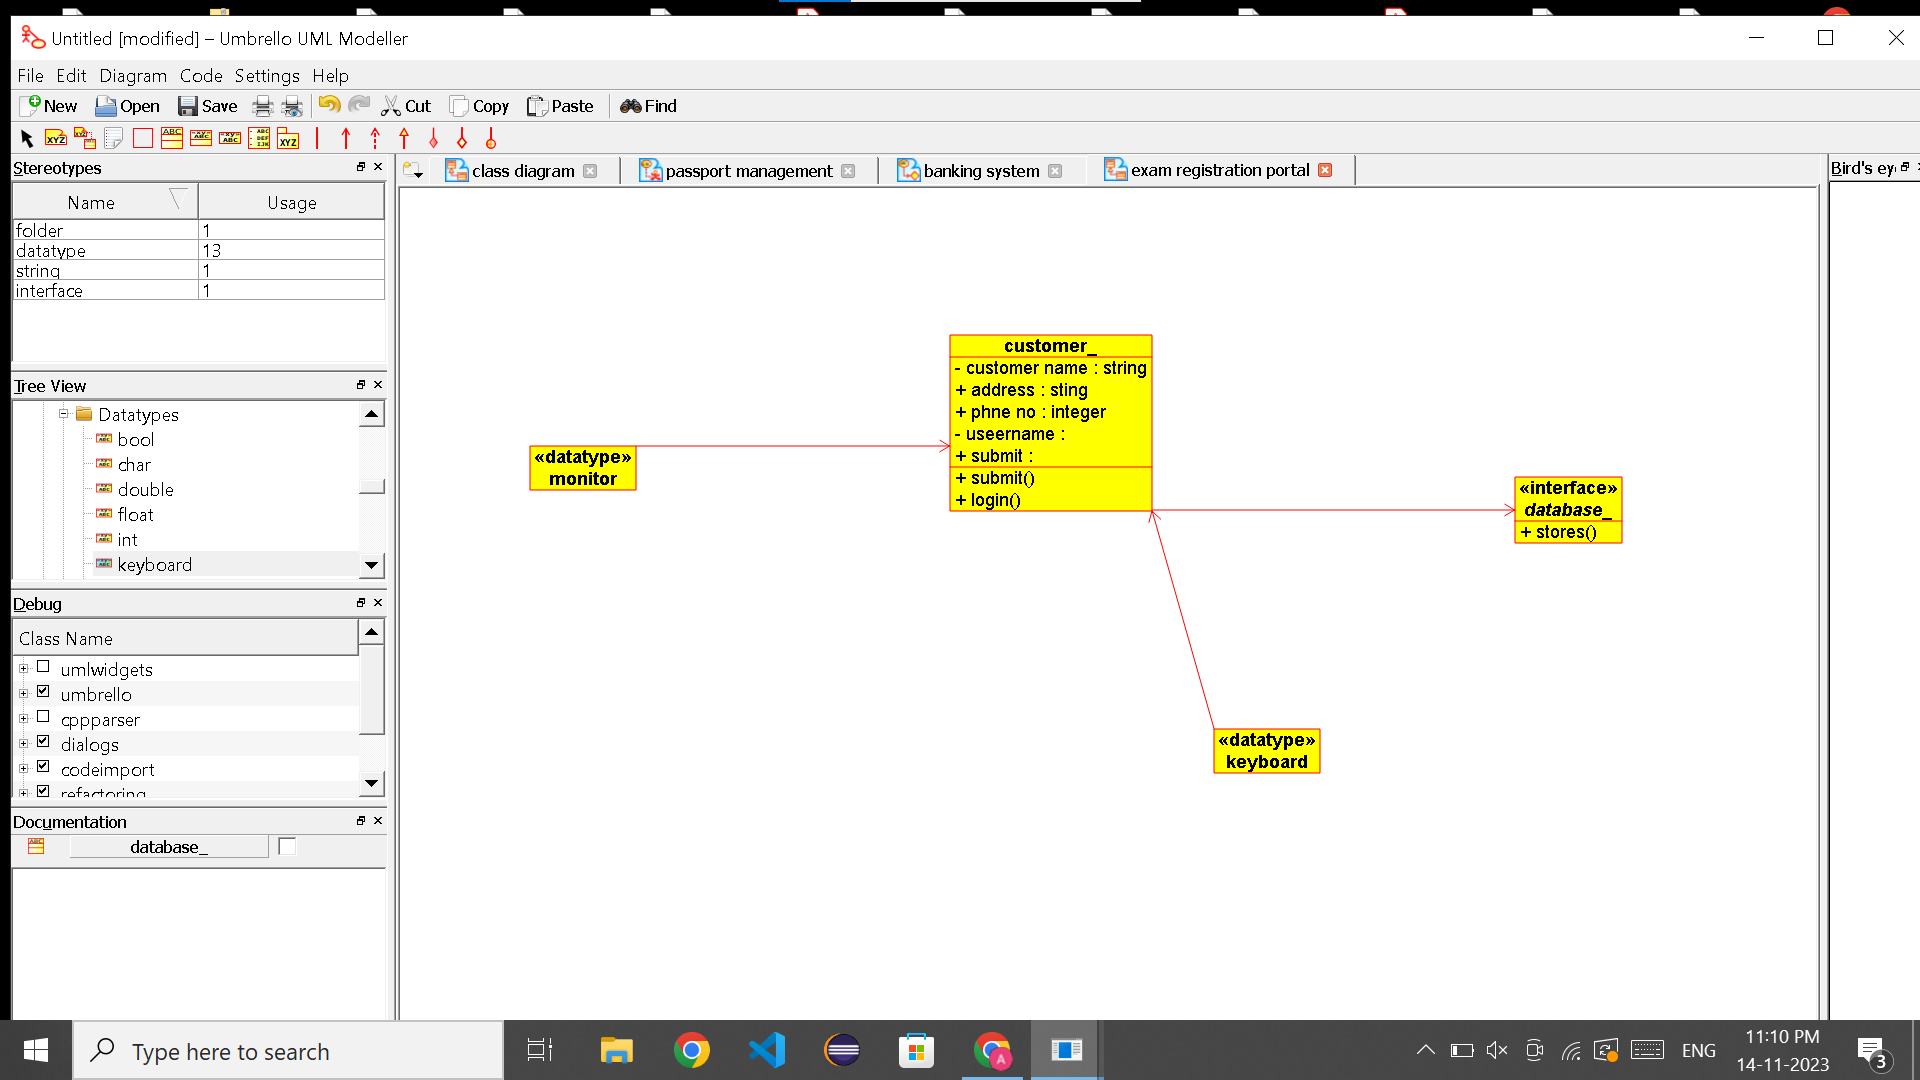 Untitled [modified] – Umbrello UML Modeller
File Edit Diagram Code Settings Help
New Open Save Cut Copy Paste Find
Stereotypes
Name Usage
folder 1
datatype 13
string 1
interface 1
Tree View
Datatypes
bool
char
double
float
int
keyboard
Debug
Class Name
umlwidgets
umbrello
cppparser
dialogs
codeimport
refactoring
Documentation
database_
class diagram
passport management
banking system
exam registration portal
Bird's ey
customer_
- customer name : string
+ address : sting
+ phne no : integer
- useername :
+ submit :
+ submit()
+ login()
«datatype»
monitor
«interface»
database_
+ stores()
«datatype»
keyboard
Type here to search
ENG
11:10 PM
14-11-2023
3